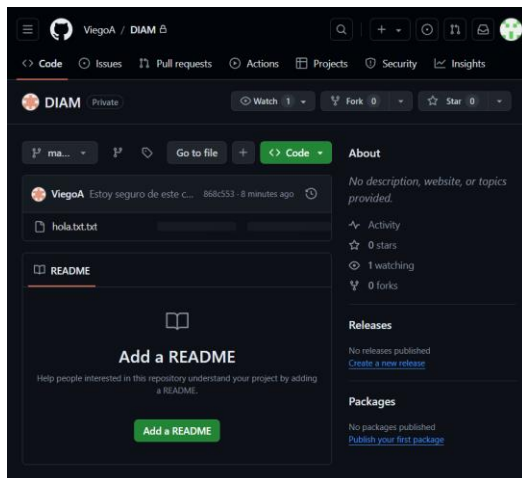 ViegoA / DIAM
Code Issues Pull requests Actions Projects Security Insights
DIAM Private Watch 1 Fork 0 Star 0
ma... Go to file Code
ViegoA Estoy seguro de este c... 868c553 · 8 minutes ago
hola.txt.txt
README
Add a README
Help people interested in this repository understand your project by adding
a README.
Add a README
About
No description, website, or topics
provided.
Activity
0 stars
1 watching
0 forks
Releases
No releases published
Create a new release
Packages
No packages published
Publish your first package